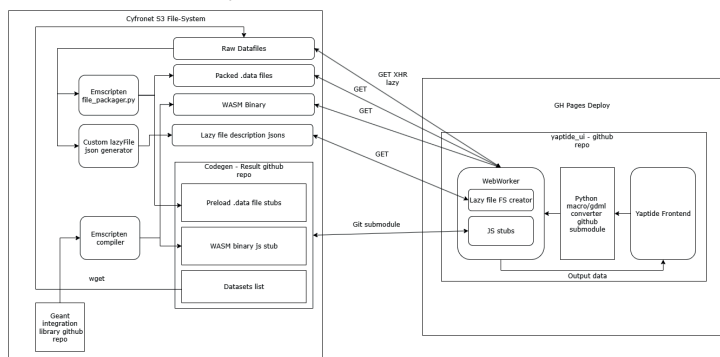 Cyfronet S3 File-System
Raw Datafiles
Packed .data files
Emscripten
file_packager.py
WASM Binary
Custom lazyFile
json generator
Lazy file description jsons
Codegen - Result github
repo
Preload .data file stubs
Emscripten
compiler
WASM binary js stub
wget
Datasets list
Geant
integration
library github
repo
GET XHR
lazy
GET
GET
GET
Git submodule
GH Pages Deploy
yaptide_ui - github
repo
WebWorker
Lazy file FS creator
JS stubs
Python
macro/gdml
converter
github
submodule
Yaptide Frontend
Output data